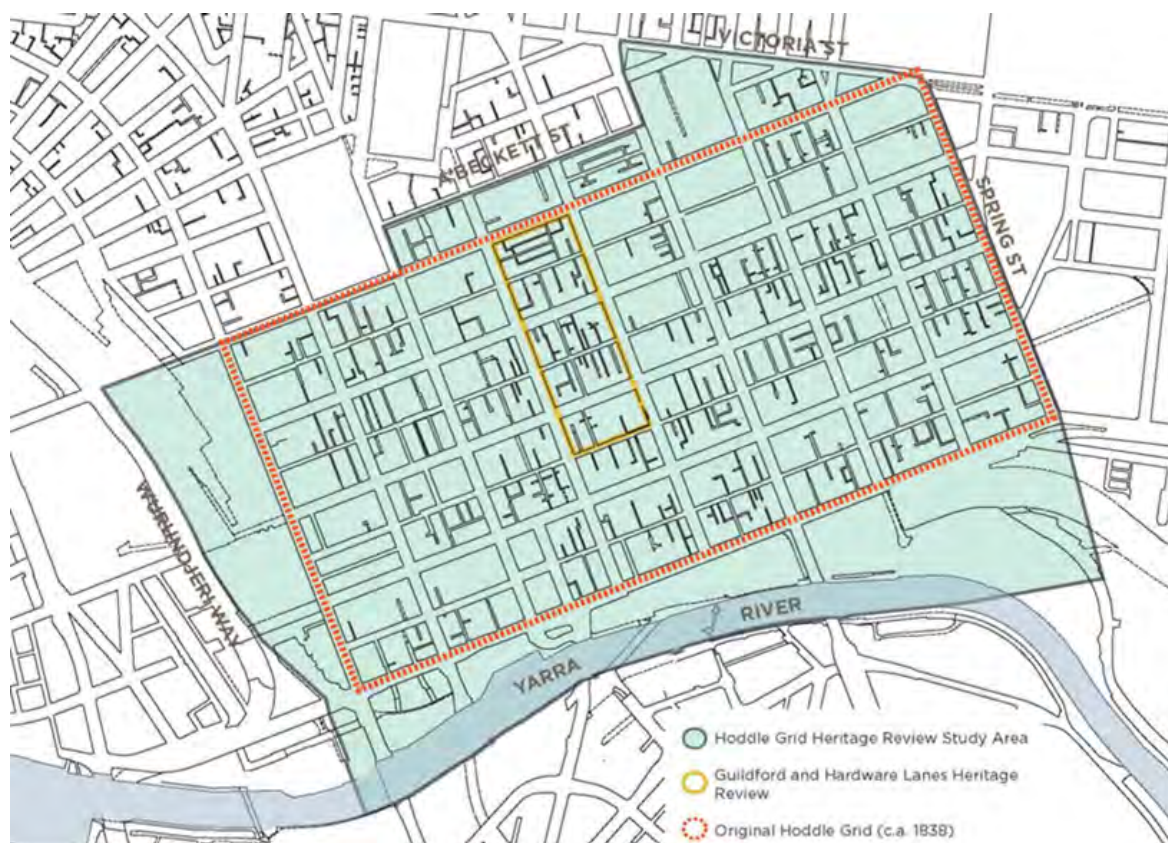 VICTORIA ST
A'BECKETT ST
SPRING ST
WURUNDJERI WAY
YARRA RIVER
Hoddle Grid Heritage Review Study Area
Guildford and Hardware Lanes Heritage
Review
Original Hoddle Grid (c.a. 1838)